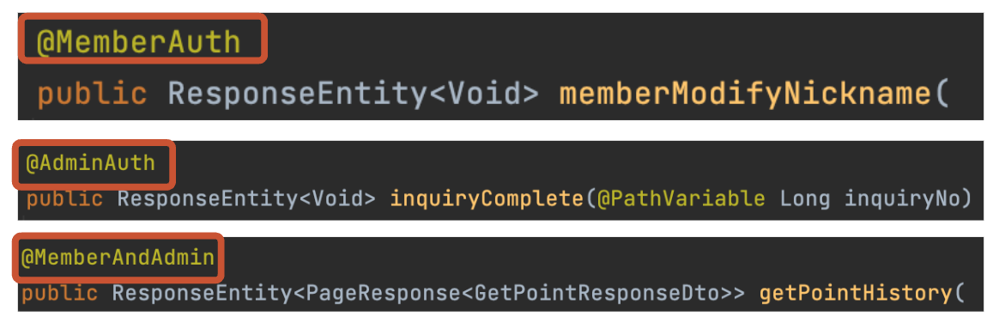 @MemberAuth
public ResponseEntity<Void> memberModifyNickname(
@AdminAuth
public ResponseEntity<Void> inquiryComplete(@PathVariable Long inquiryNo)
@MemberAndAdmin
public ResponseEntity<PageResponse<GetPointResponseDto>> getPointHistory(